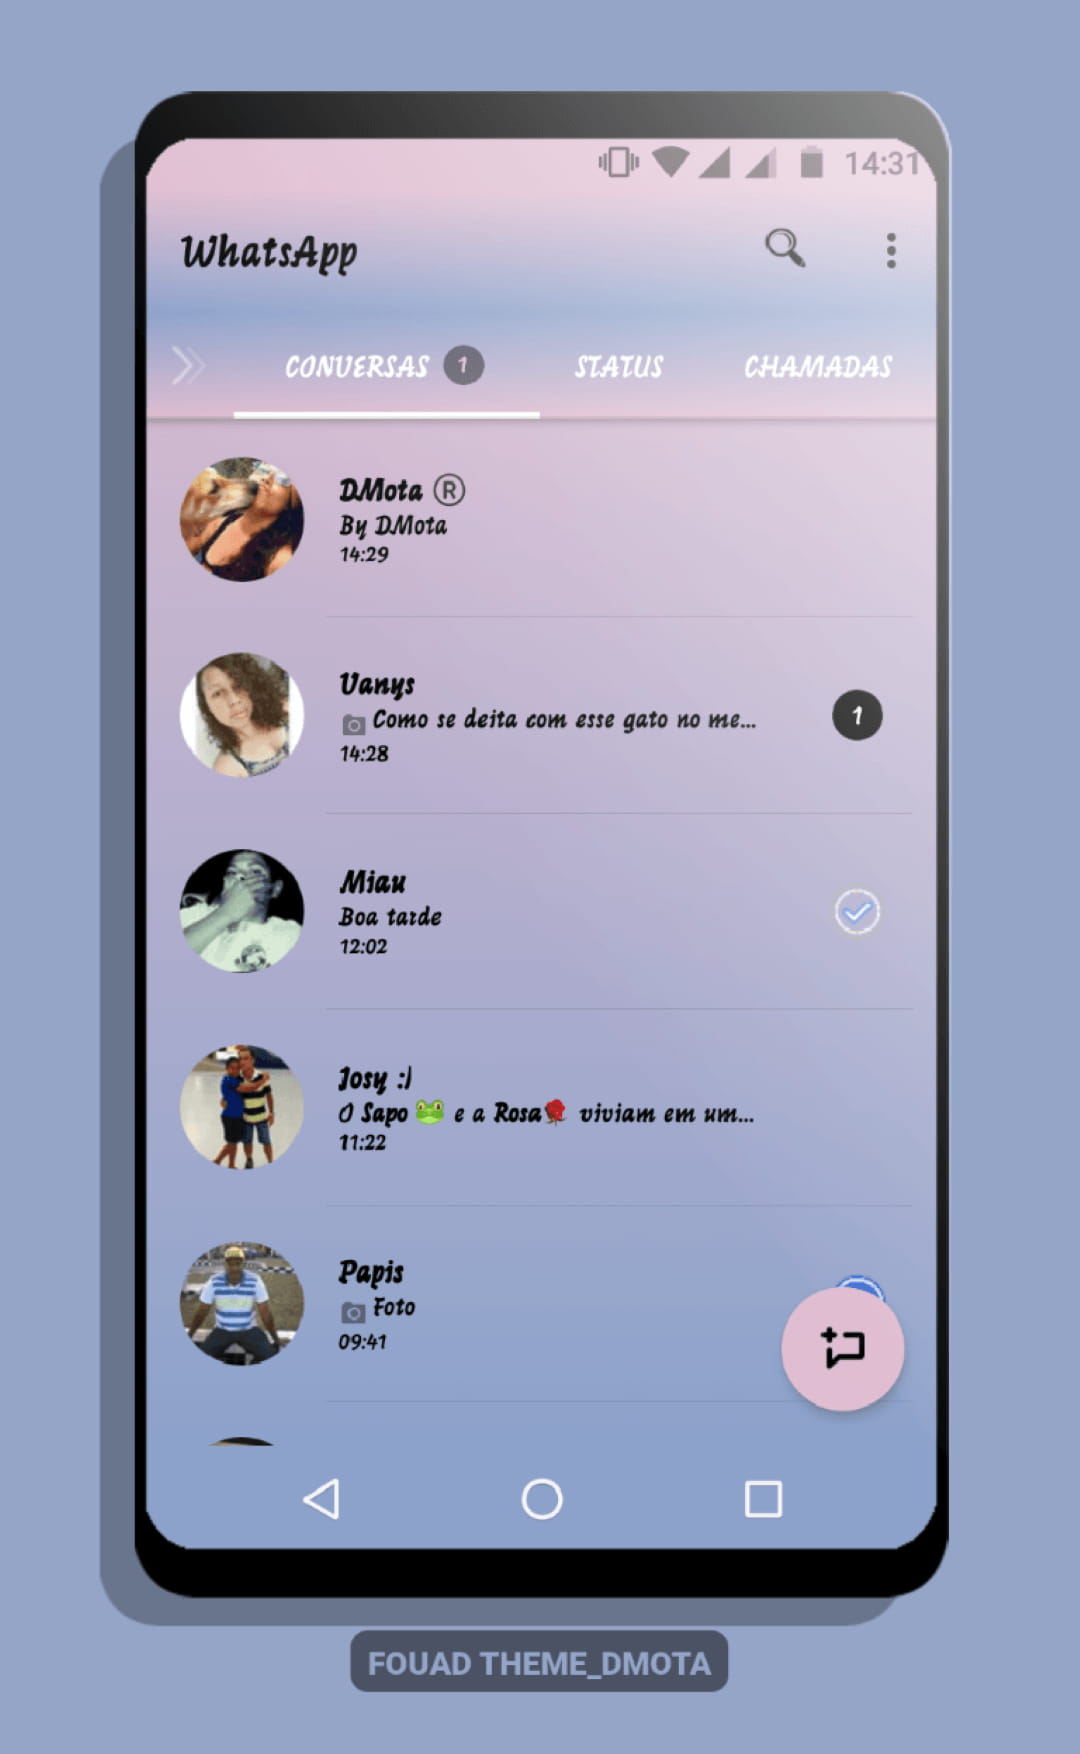 14:31
WhatsApp
CONVERSAS 1
STATUS
CHAMADAS
DMota ®
By DMota
14:29
Vanys
Como se deita com esse gato no me...
14:28
1
Miau
Boa tarde
12:02
Josy :)
O Sapo 🐸 e a Rosa🌹 viviam em um...
11:22
Papis
Foto
09:41
FOUAD THEME_DMOTA